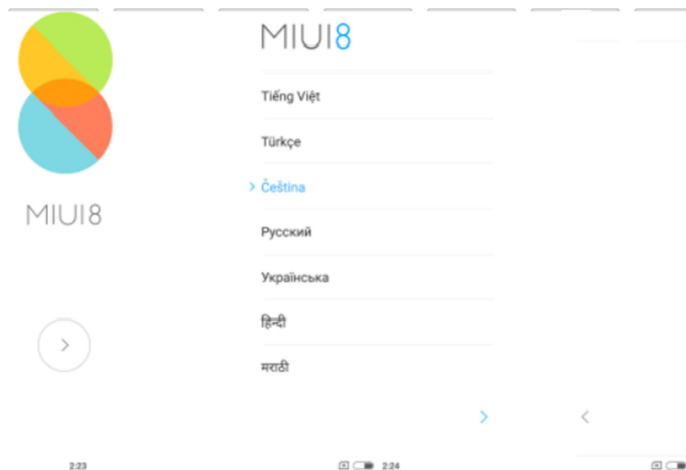 MIUI8
2:23
MIUI8
Tiếng Việt
Türkçe
Čeština
Русский
Українська
हिन्दी
मराठी
2:24